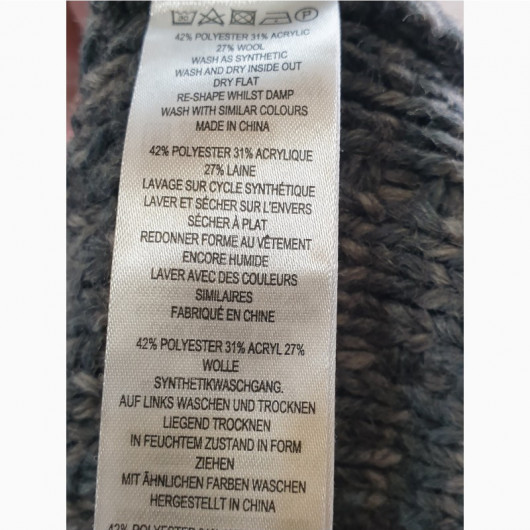 42% POLYESTER 31% ACRYLIC
27% WOOL
WASH AS SYNTHETIC
WASH AND DRY INSIDE OUT
DRY FLAT
RE-SHAPE WHILST DAMP
WASH WITH SIMILAR COLOURS
MADE IN CHINA
42% POLYESTER 31% ACRYLIQUE
27% LAINE
LAVAGE SUR CYCLE SYNTHÉTIQUE
LAVER ET SÉCHER SUR L'ENVERS
SÉCHER À PLAT
REDONNER FORME AU VÊTEMENT
ENCORE HUMIDE
LAVER AVEC DES COULEURS
SIMILAIRES
FABRIQUÉ EN CHINE
42% POLYESTER 31% ACRYL 27%
WOLLE
SYNTHETIKWASCHGANG.
AUF LINKS WASCHEN UND TROCKNEN
LIEGEND TROCKNEN
IN FEUCHTEM ZUSTAND IN FORM
ZIEHEN
MIT ÄHNLICHEN FARBEN WASCHEN
HERGESTELLT IN CHINA
42% POLYESTER